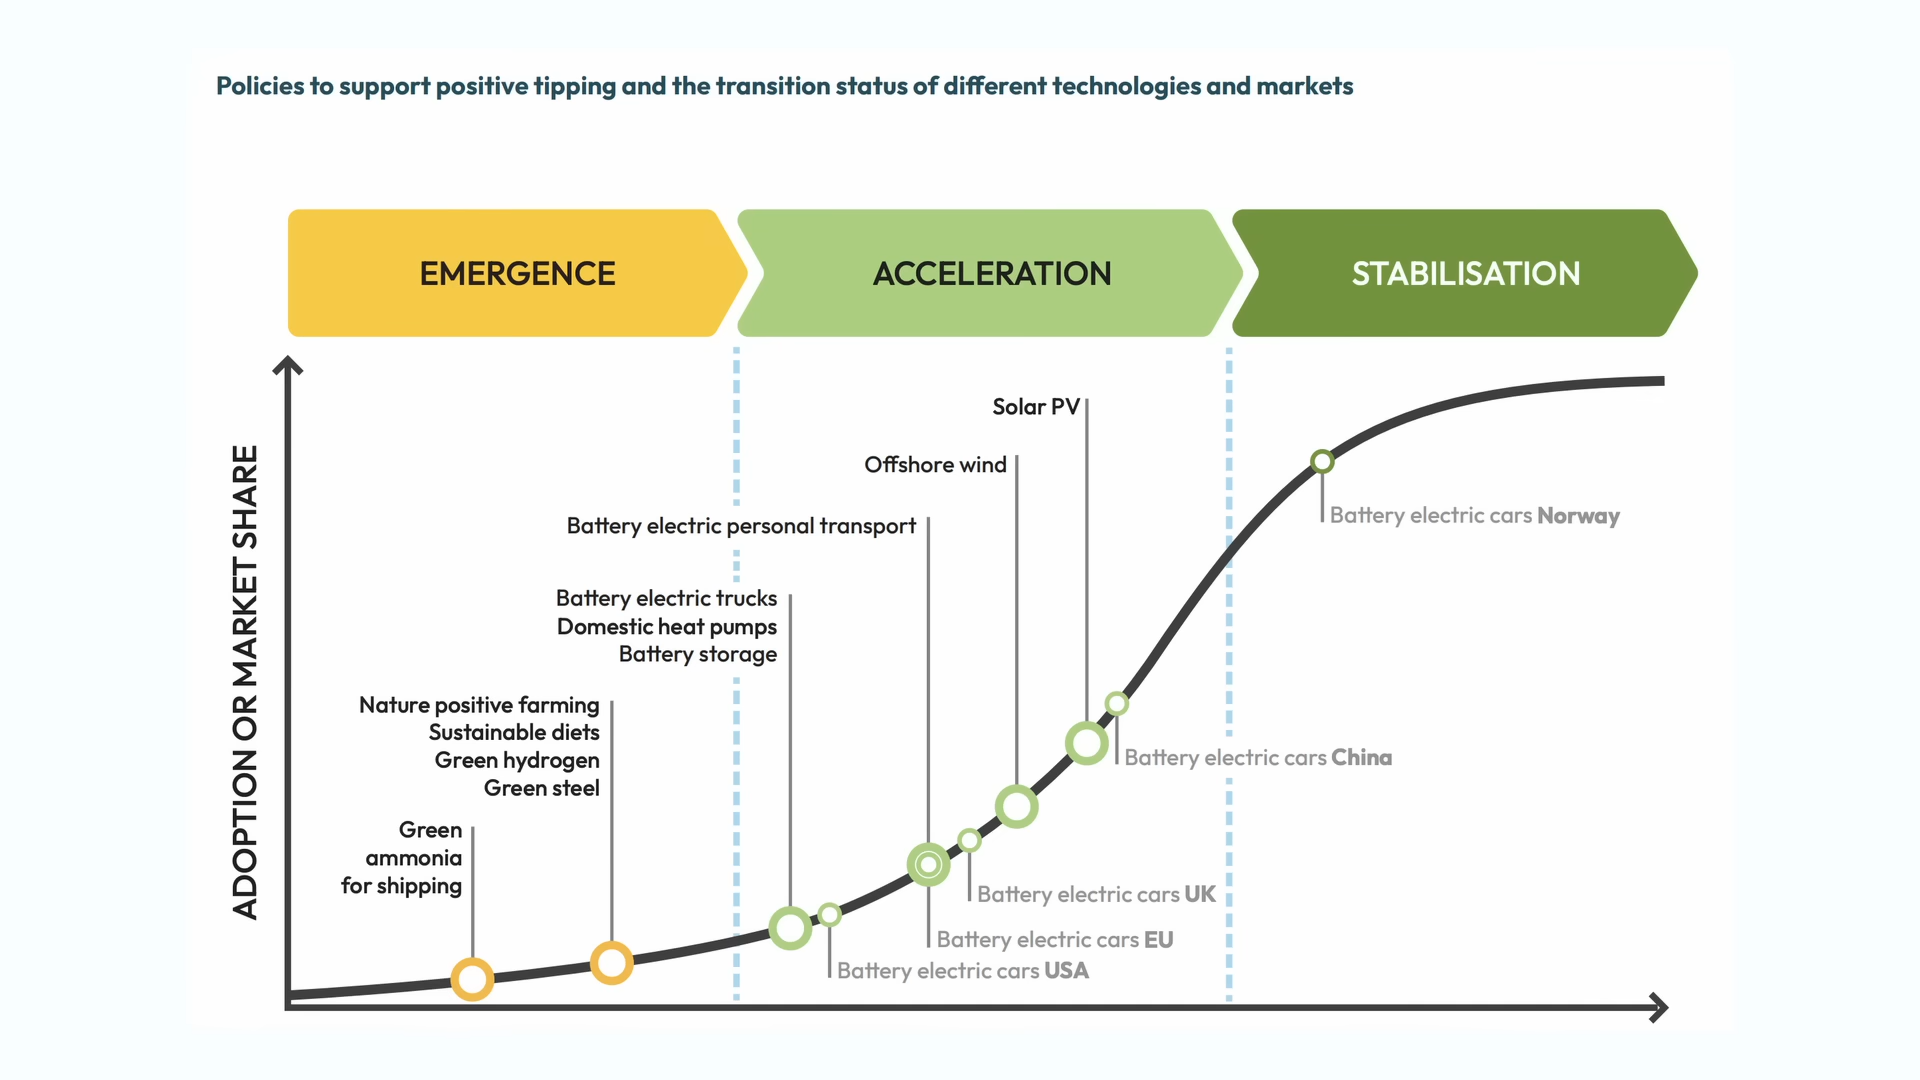 Policies to support positive tipping and the transition status of different technologies and markets
EMERGENCE
ACCELERATION
STABILISATION
ADOPTION OR MARKET SHARE
Solar PV
Offshore wind
Battery electric personal transport
Battery electric trucks
Domestic heat pumps
Battery storage
Nature positive farming
Sustainable diets
Green hydrogen
Green steel
Green
ammonia
for shipping
Battery electric cars Norway
Battery electric cars China
Battery electric cars UK
Battery electric cars EU
Battery electric cars USA